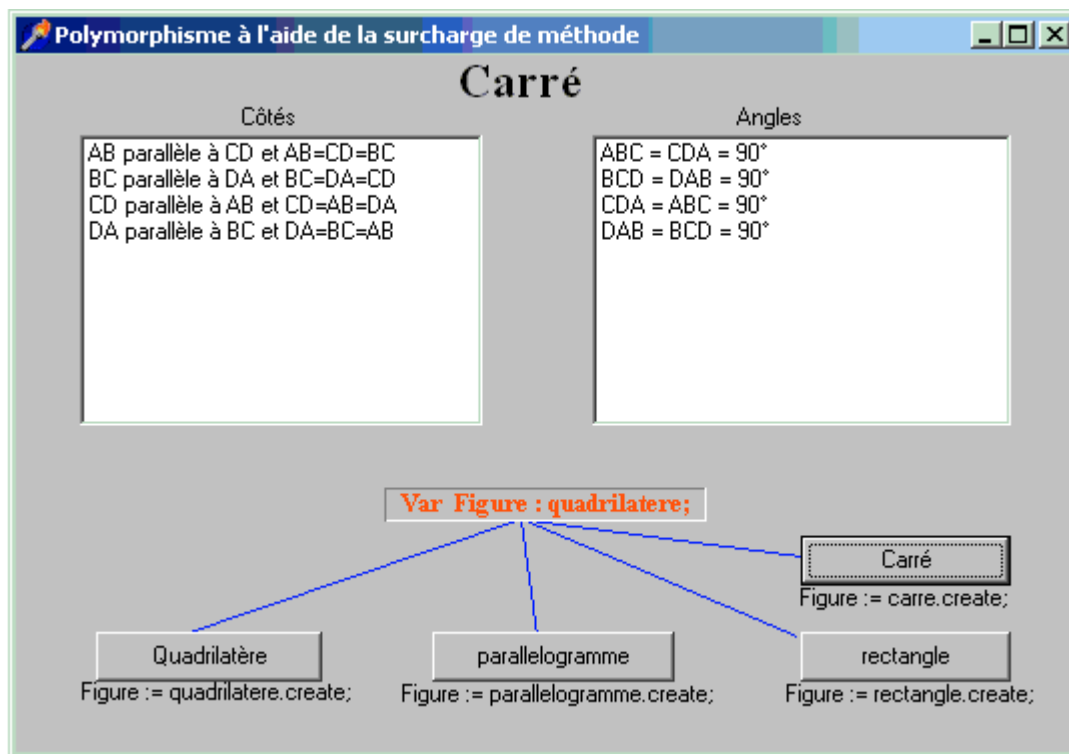 Polymorphisme à l'aide de la surcharge de méthode
Carré
Côtés
AB parallèle à CD et AB=CD=BC
BC parallèle à DA et BC=DA=CD
CD parallèle à AB et CD=AB=DA
DA parallèle à BC et DA=BC=AB
Angles
ABC = CDA = 90°
BCD = DAB = 90°
CDA = ABC = 90°
DAB = BCD = 90°
Var Figure : quadrilatere;
Carré
Figure := carre.create;
Quadrilatère
Figure := quadrilatere.create;
parallelogramme
Figure := parallelogramme.create;
rectangle
Figure := rectangle.create;